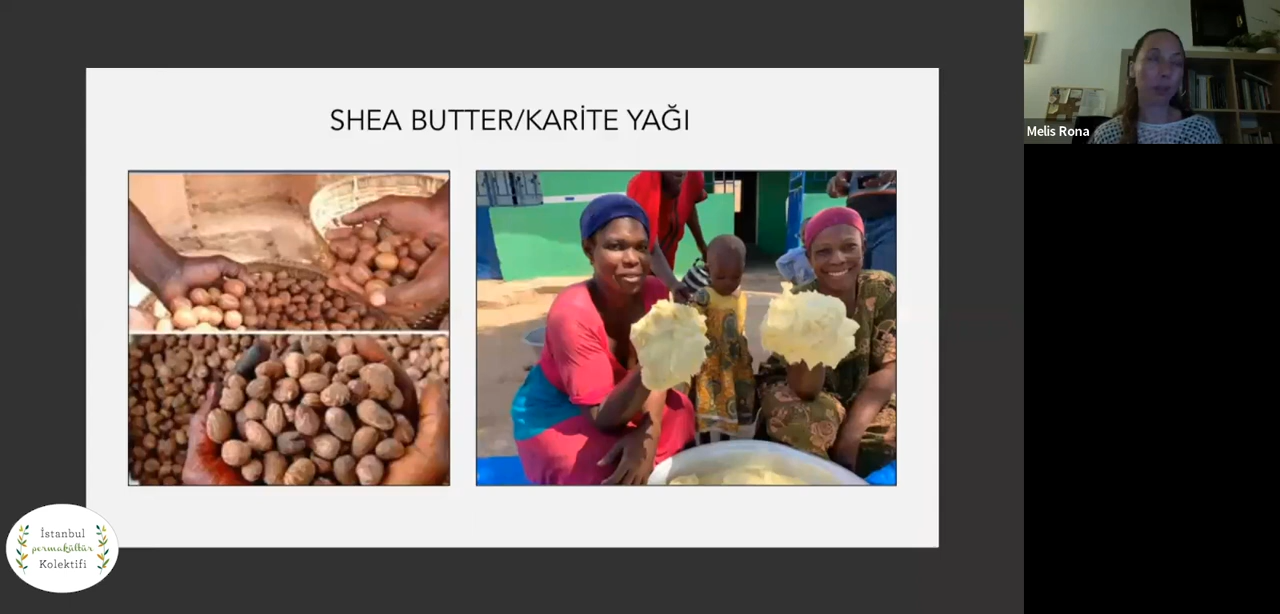 SHEA BUTTER/KARİTE YAĞI
Melis Rona
İstanbul
permakültür
Kolektifi